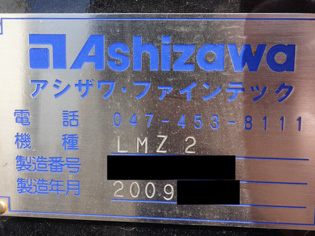 Ashizawa
アシザワ・ファインテック
電話 047-453-8111
機種 LMZ 2
製造番号
製造年月 2009